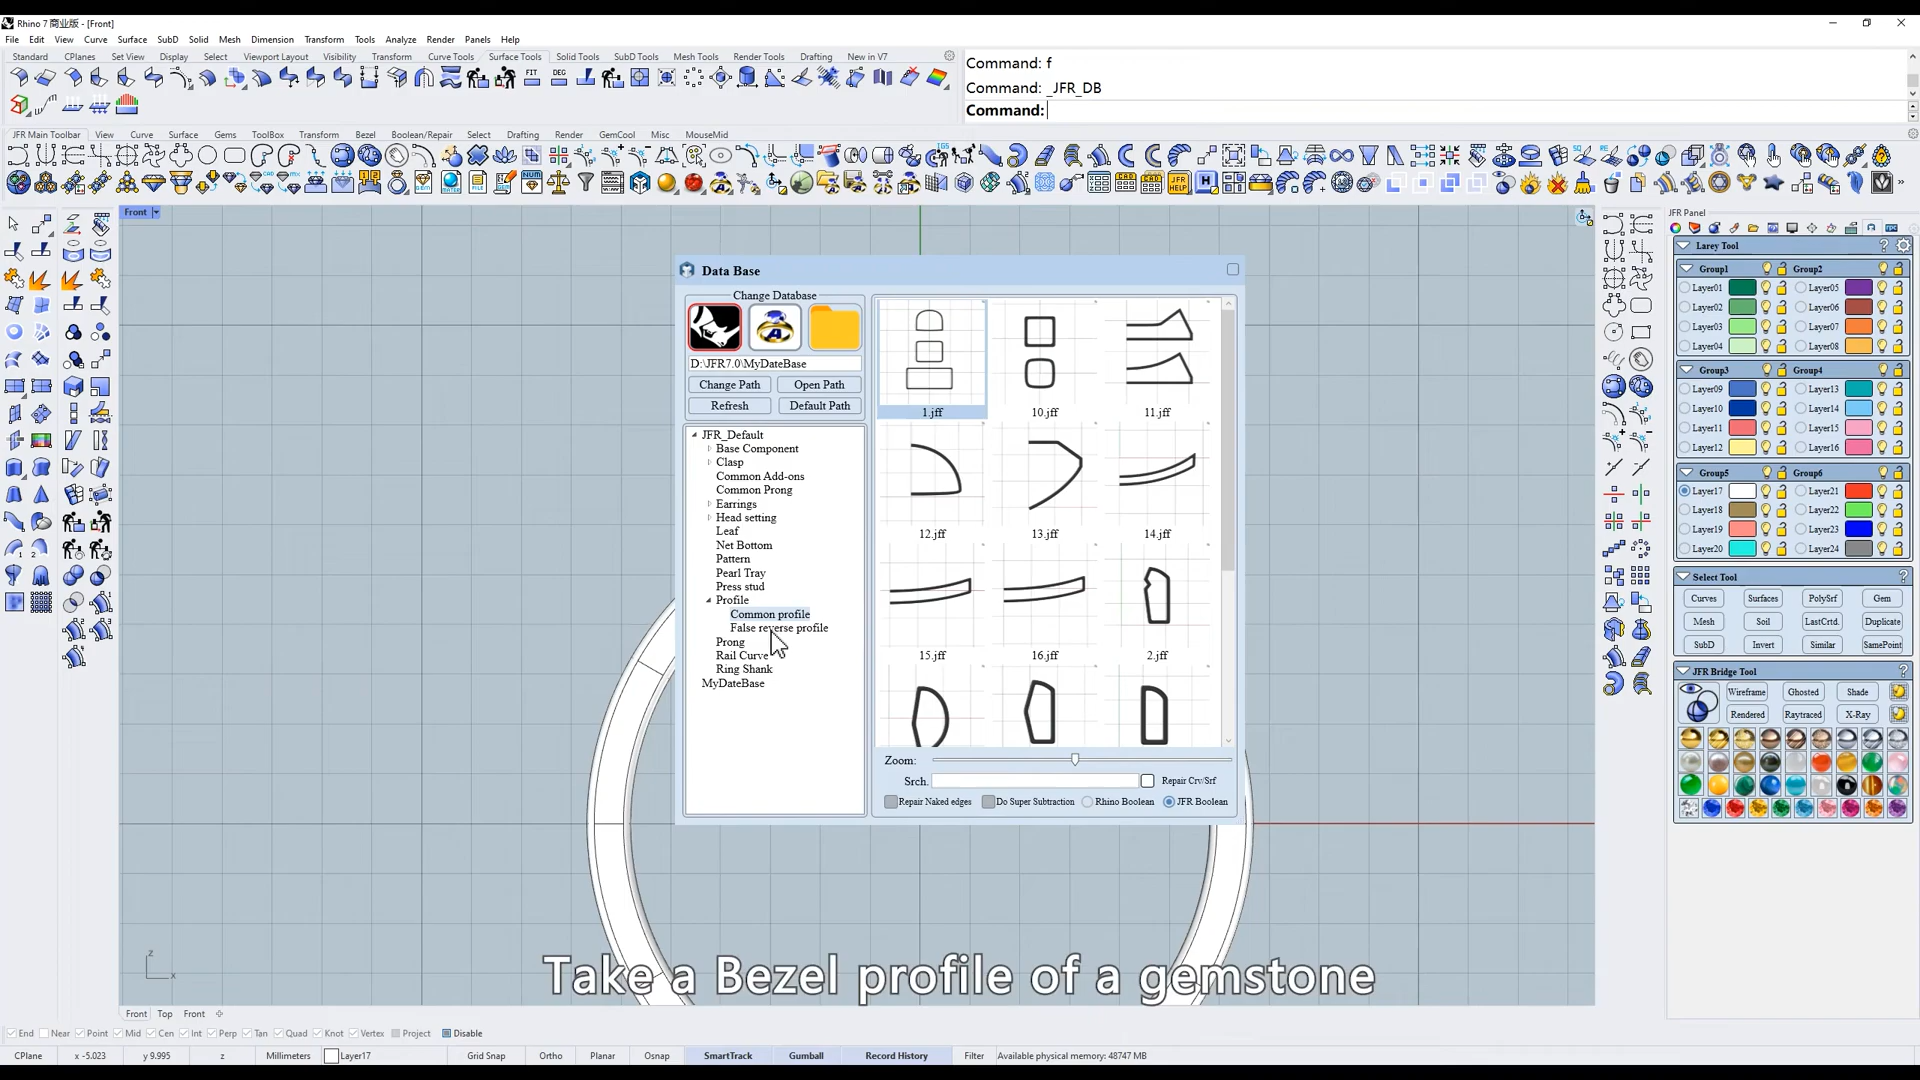 Rhino 7 商业版 - [Front]
File Edit View Curve Surface SubD Solid Mesh Dimension Transform Tools Analyze Render Panels Help
Standard CPlanes Set View Display Select Viewport Layout Visibility Transform Curve Tools Surface Tools Solid Tools SubD Tools Mesh Tools Render Tools Drafting New in V7
Command: f
Command: _JFR_DB
Command:
JFR Main Toolbar View Curve Surface Gems ToolBox Transform Bezel Boolean/Repair Select Drafting Render GemCool Misc MouseMid
Front
Data Base
Change Database
D:\JFR7.0\MyDateBase
Change Path Open Path
Refresh Default Path
JFR_Default
Base Component
Clasp
Common Add-ons
Common Prong
Earrings
Head setting
Leaf
Net Bottom
Pattern
Pearl Tray
Press stud
Profile
Common profile
False reverse profile
Prong
Rail Curve
Ring Shank
MyDateBase
1.jff 10.jff 11.jff
12.jff 13.jff 14.jff
15.jff 16.jff 2.jff
Zoom:
Srch. Repair Crv/Srf
Repair Naked edges Do Super Subtraction Rhino Boolean JFR Boolean
JFR Panel
Larey Tool
Group1 Group2
Layer01 Layer05
Layer02 Layer06
Layer03 Layer07
Layer04 Layer08
Group3 Group4
Layer09 Layer13
Layer10 Layer14
Layer11 Layer15
Layer12 Layer16
Group5 Group6
Layer17 Layer21
Layer18 Layer22
Layer19 Layer23
Layer20 Layer24
Select Tool
Curves Surfaces PolySrf Gem
Mesh Soil LastCrtd. Duplicate
SubD Invert Similar SamePoint
JFR Bridge Tool
Wireframe Ghosted Shade
Rendered Raytraced X-Ray
z
x
Take a Bezel profile of a gemstone
Front Top Front
End Near Point Mid Cen Int Perp Tan Quad Knot Vertex Project Disable
CPlane x -5.023 y 9.995 z Millimeters Layer17 Grid Snap Ortho Planar Osnap SmartTrack Gumball Record History Filter Available physical memory: 48747 MB